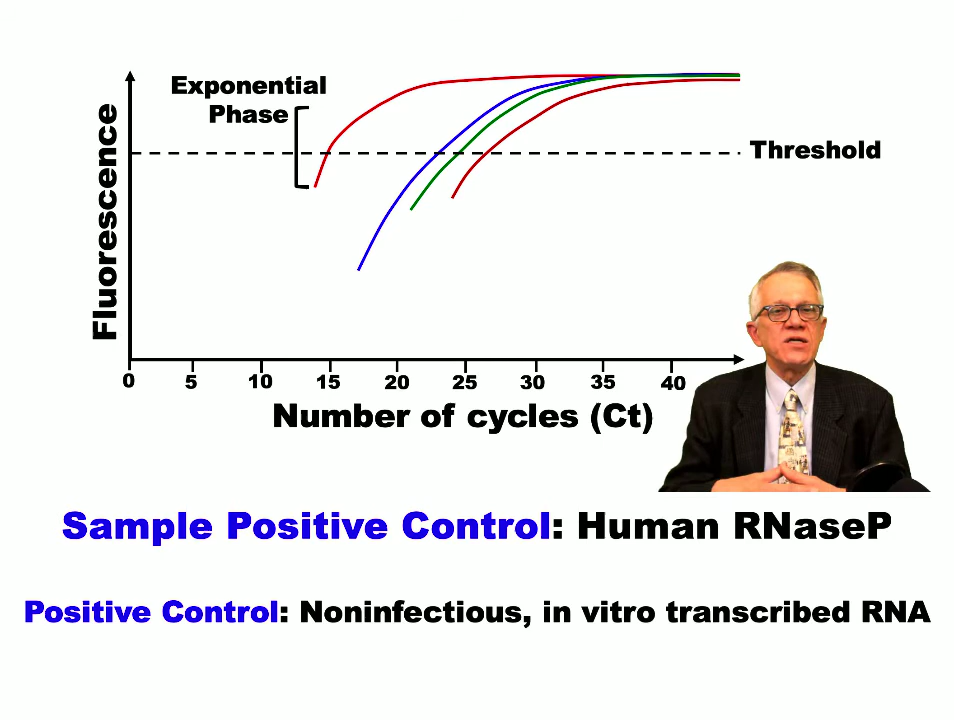 Exponential
Phase
Fluorescence
Threshold
0 5 10 15 20 25 30 35 40
Number of cycles (Ct)
Sample Positive Control: Human RNaseP
Positive Control: Noninfectious, in vitro transcribed RNA